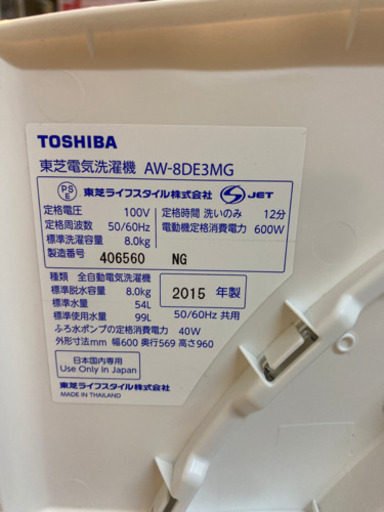 TOSHIBA
東芝電気洗濯機 AW-8DE3MG
PS E 東芝ライフスタイル株式会社 S JET
定格電圧 100V 定格時間 洗いのみ 12分
定格周波数 50/60Hz 電動機定格消費電力 600W
標準洗濯容量 8.0kg
製造番号 406560 NG
種類 全自動電気洗濯機
標準脱水容量 8.0kg 2015 年製
標準水量 54L
標準使用水量 99L 50/60Hz 共用
ふろ水ポンプの定格消費電力 40W
外形寸法mm 幅600 奥行569 高さ960
日本国内専用
Use Only in Japan
東芝ライフスタイル株式会社
MADE IN THAILAND